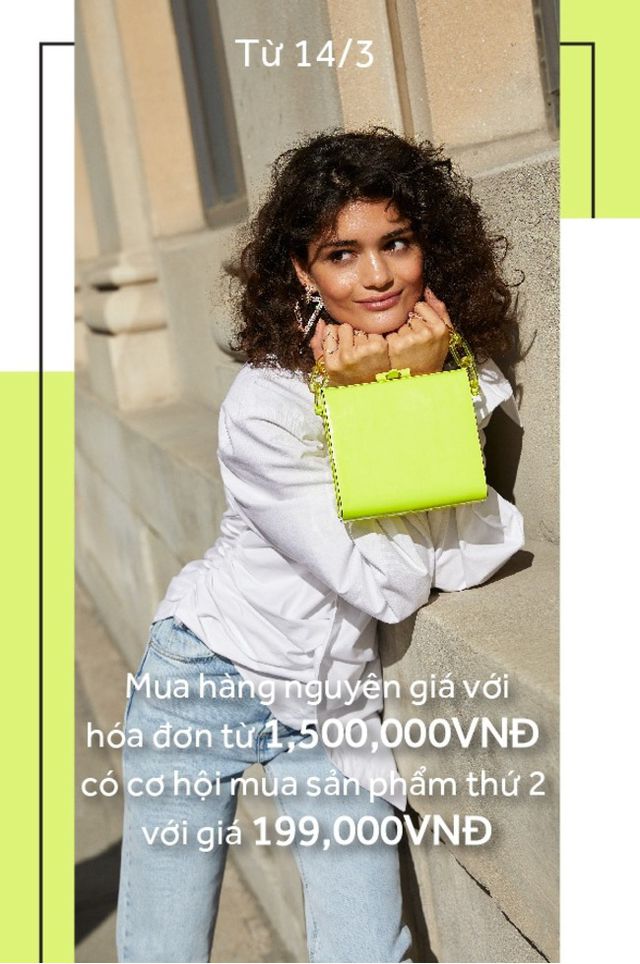 Từ 14/3
Mua hàng nguyên giá với
hóa đơn từ 1,500,000VNĐ
có cơ hội mua sản phẩm thứ 2
với giá 199,000VNĐ